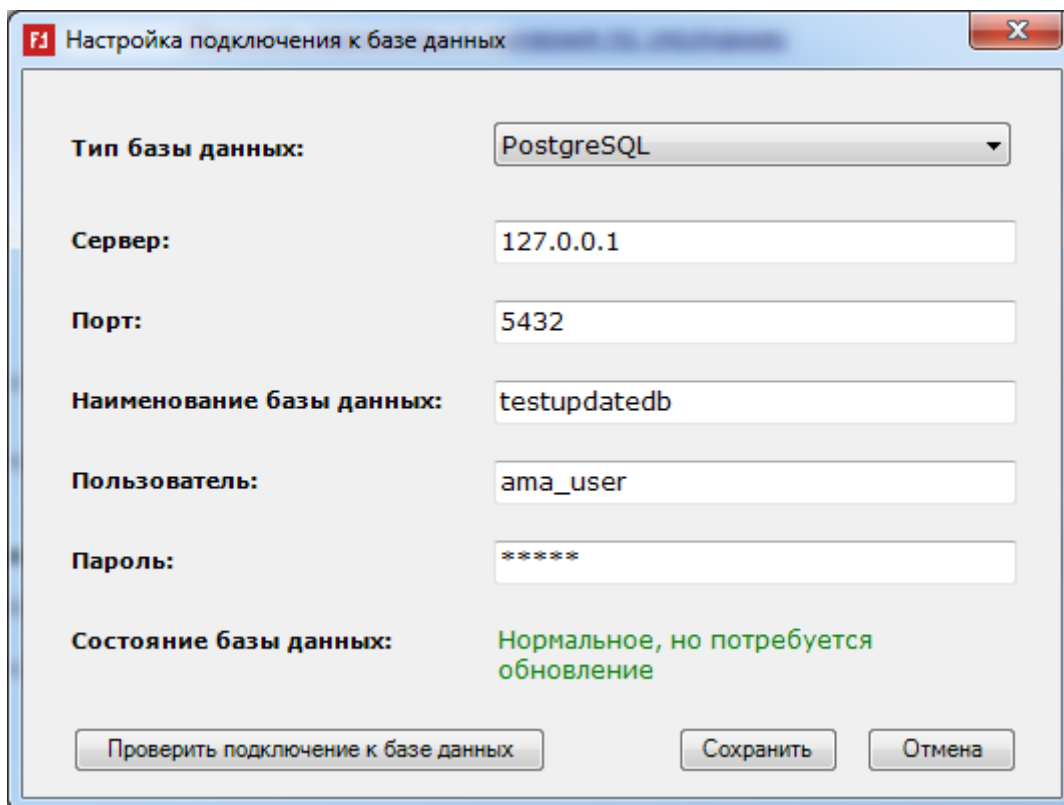 Настройка подключения к базе данных
Тип базы данных: PostgreSQL
Сервер: 127.0.0.1
Порт: 5432
Наименование базы данных: testupdatedb
Пользователь: ama_user
Пароль: *****
Состояние базы данных: Нормальное, но потребуется
обновление
Проверить подключение к базе данных Сохранить Отмена